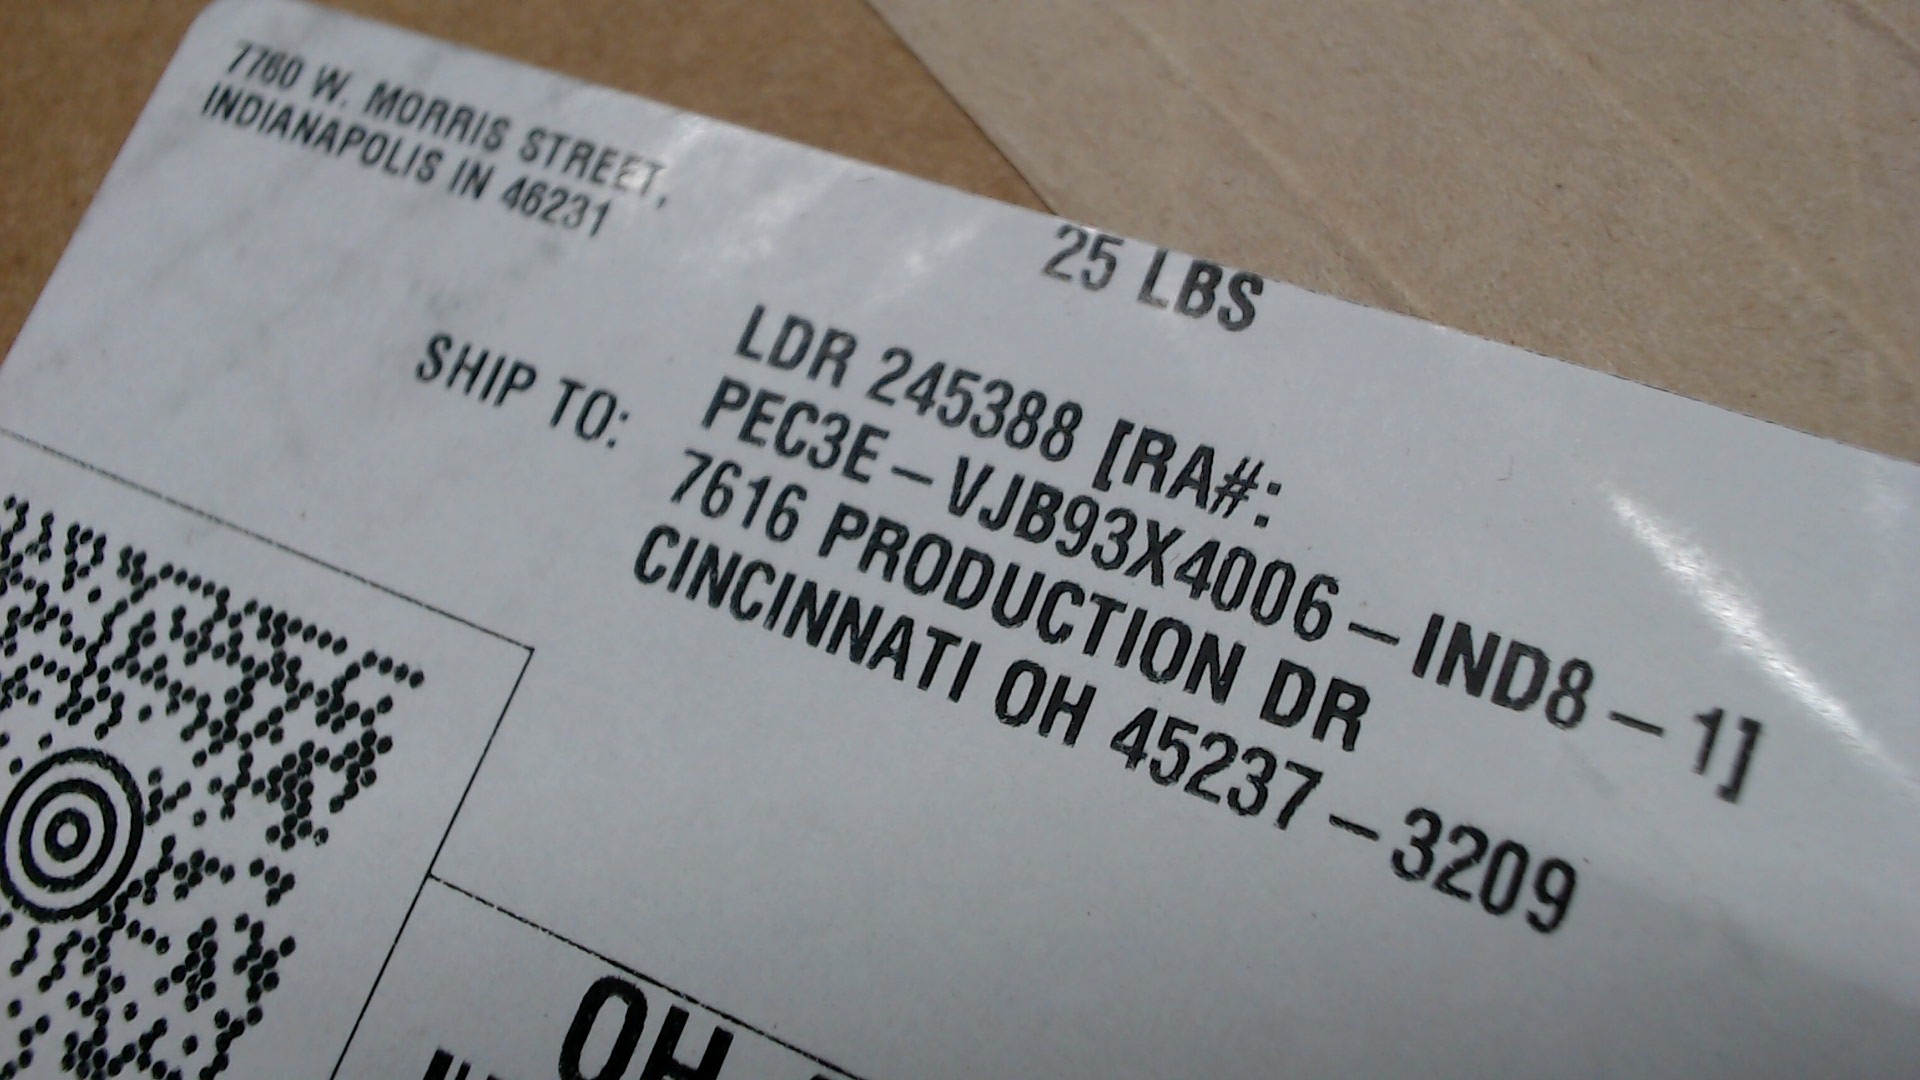 7760 W. MORRIS STREET,
INDIANAPOLIS IN 46231
25 LBS
SHIP TO:
LDR 245388 [RA#:
PEC3E-VJB93X4006-IND8-1]
7616 PRODUCTION DR
CINCINNATI OH 45237-3209
OH